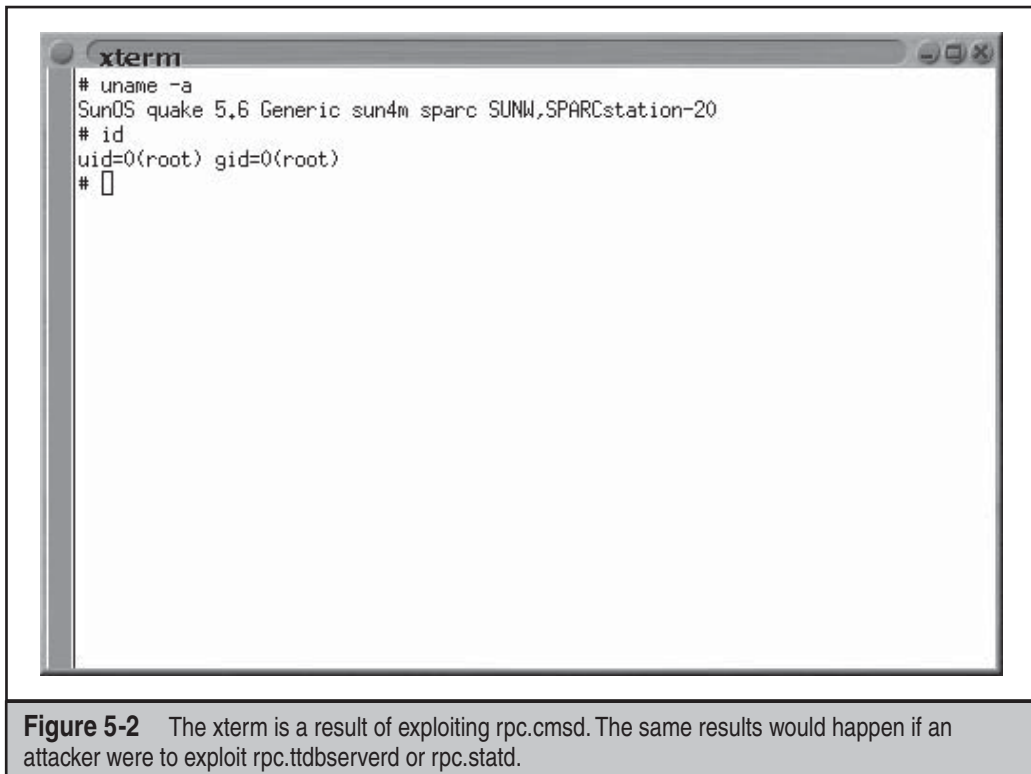 xterm
# uname -a
SunOS quake 5.6 Generic sun4m sparc SUNW,SPARCstation-20
# id
uid=0(root) gid=0(root)
#
Figure 5-2 The xterm is a result of exploiting rpc.cmsd. The same results would happen if an
attacker were to exploit rpc.ttdbserverd or rpc.statd.